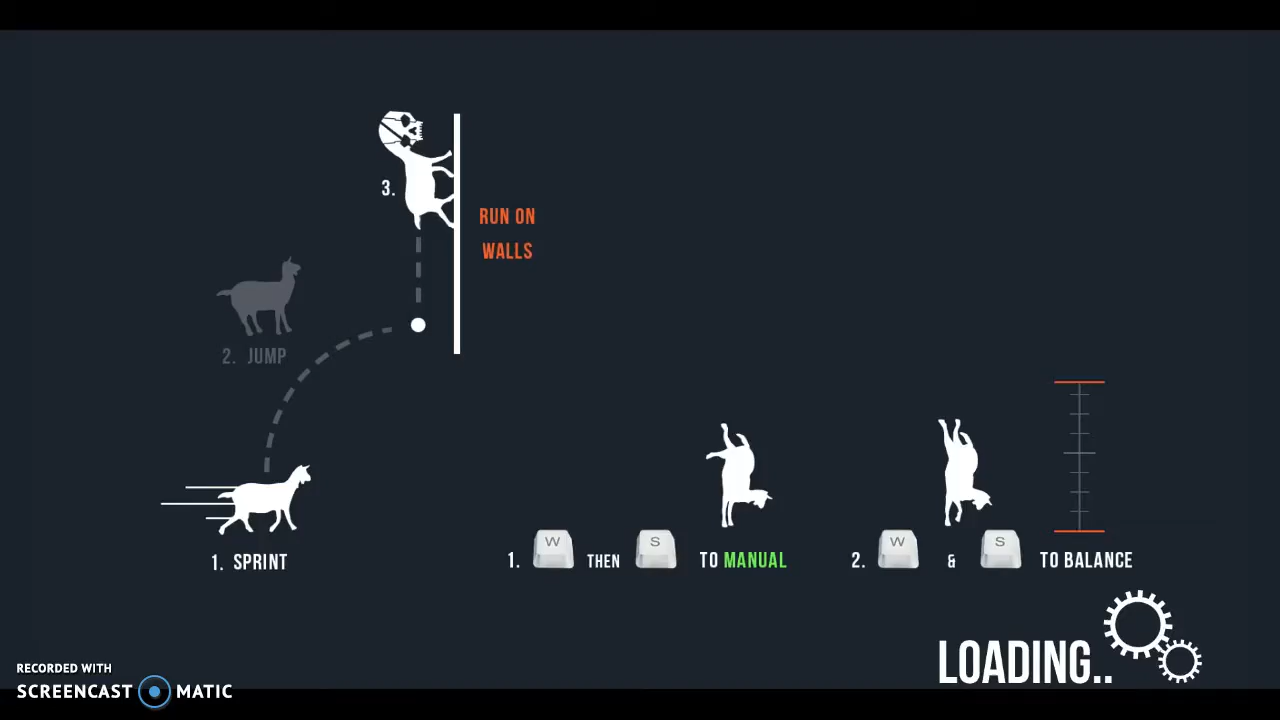 3.
RUN ON
WALLS
2. JUMP
1. SPRINT
1. W THEN S TO MANUAL
2. W & S TO BALANCE
LOADING..
RECORDED WITH
SCREENCAST MATIC